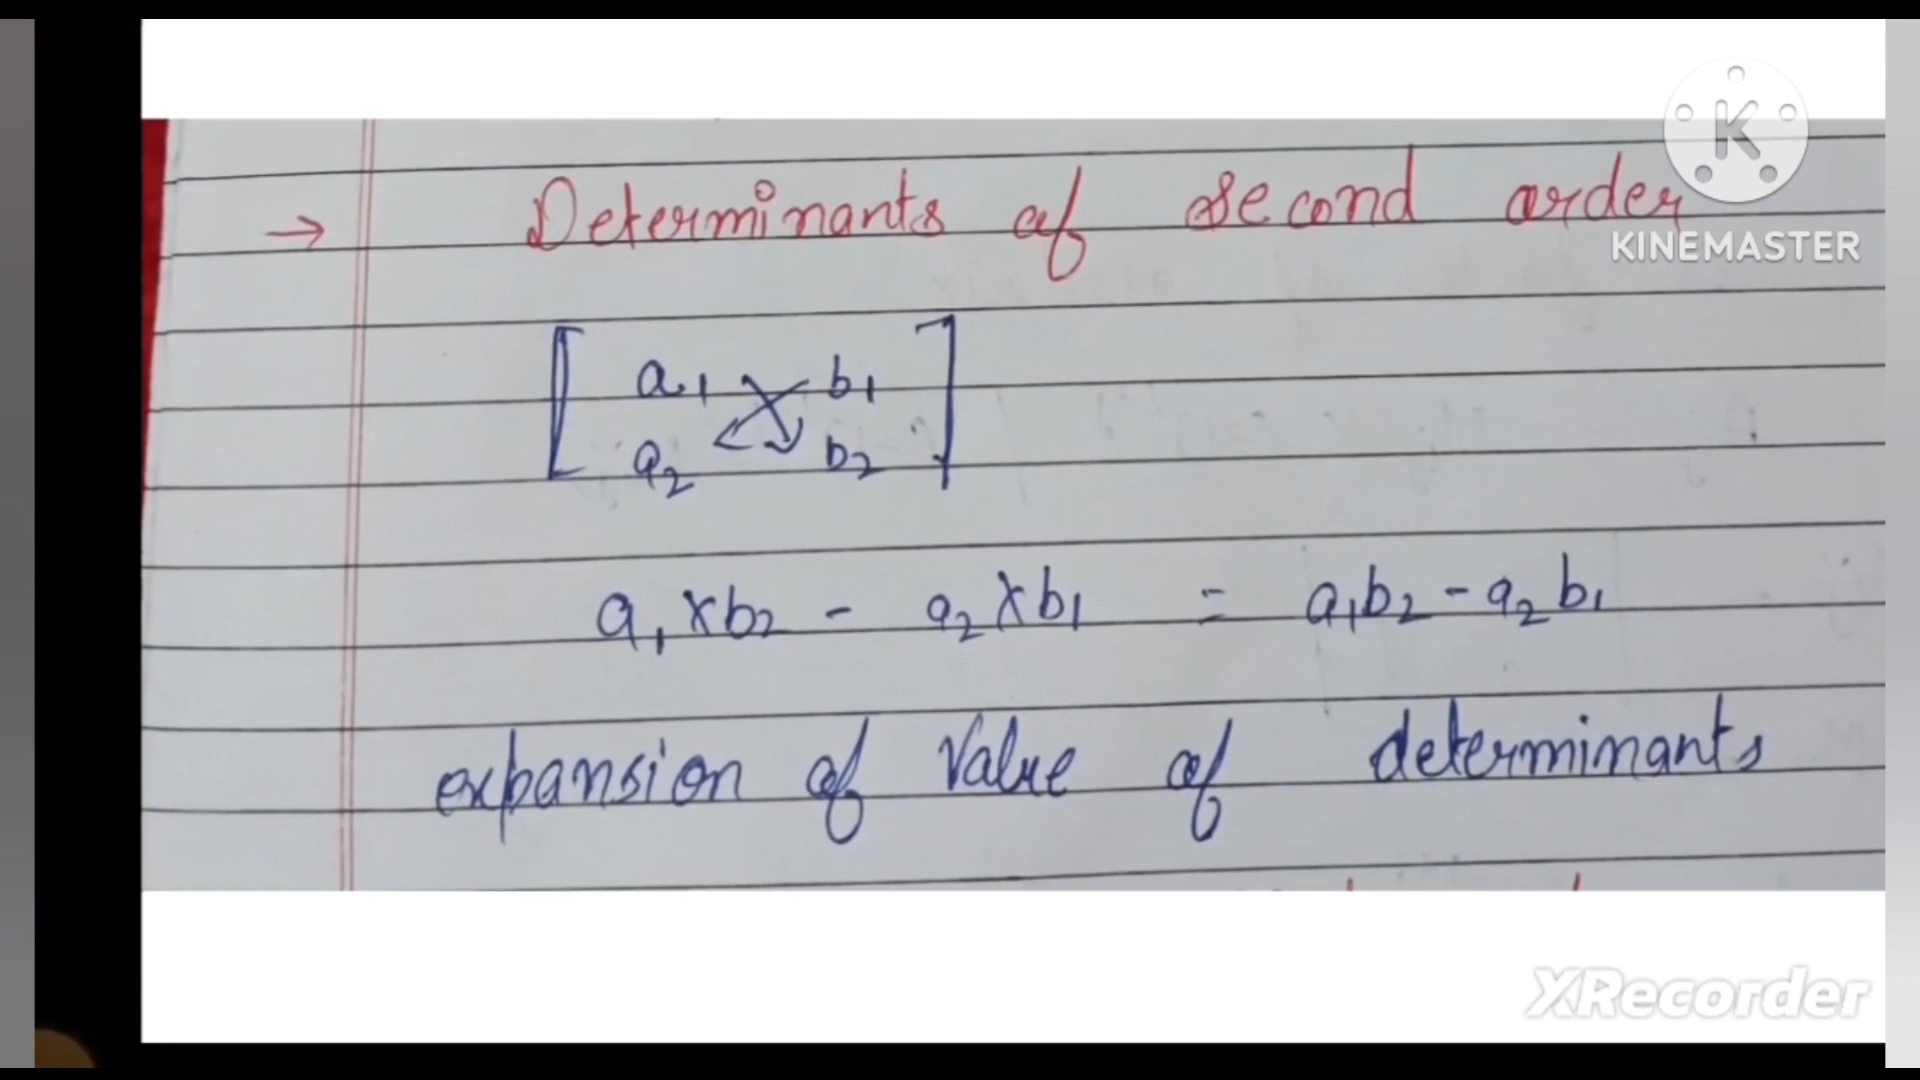 → Determinants of second order
KINEMASTER
[ a1 b1 ]
[ a2 b2 ]
a1 × b2 - a2 × b1 = a1b2 - a2b1
expansion of Value of determinants
XRecorder